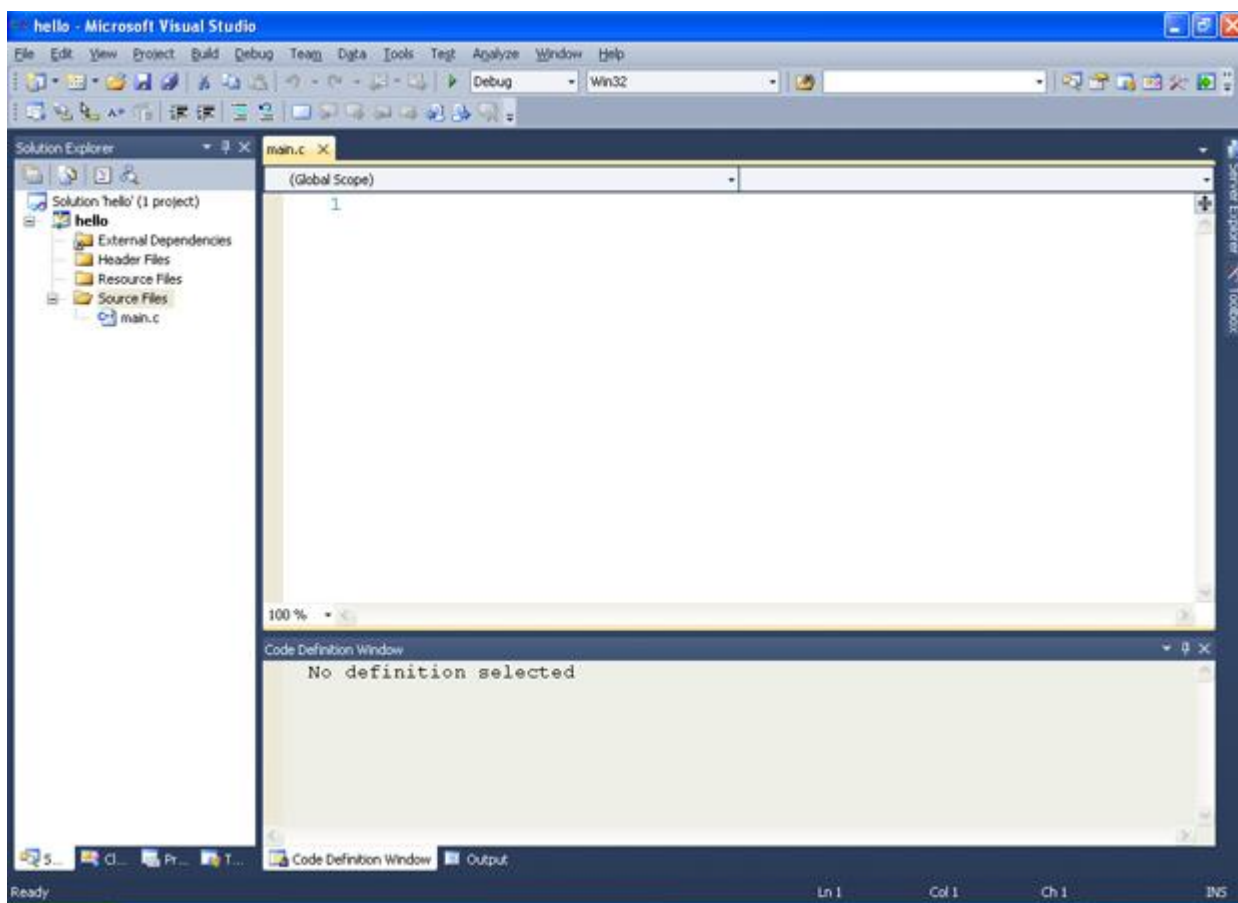 hello - Microsoft Visual Studio
File Edit View Project Build Debug Team Data Tools Test Analyze Window Help
Debug Win32
Solution Explorer
main.c
(Global Scope)
Solution 'hello' (1 project)
hello
External Dependencies
Header Files
Resource Files
Source Files
main.c
1
100 %
Code Definition Window
No definition selected
S... Cl... Pr... T...
Code Definition Window Output
Ready Ln 1 Col 1 Ch 1 INS
Server Explorer
Toolbox